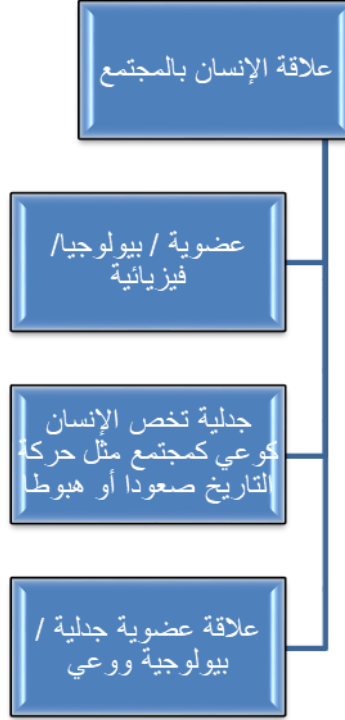 علاقة الإنسان بالمجتمع
عضوية / بيولوجيا/
فيزيائية
جدلية تخص الإنسان
كوعي كمجتمع مثل حركة
التاريخ صعودا أو هبوطا
علاقة عضوية جدلية /
بيولوجية ووعي